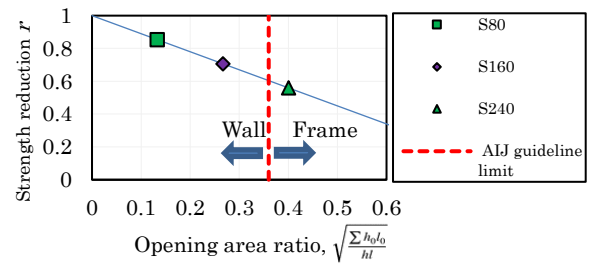 Strength reduction r
1
0.8
0.6
0.4
0.2
0
Wall Frame
0 0.1 0.2 0.3 0.4 0.5 0.6
Opening area ratio, √(∑ h₀l₀ / hl)
S80
S160
S240
AIJ guideline
limit